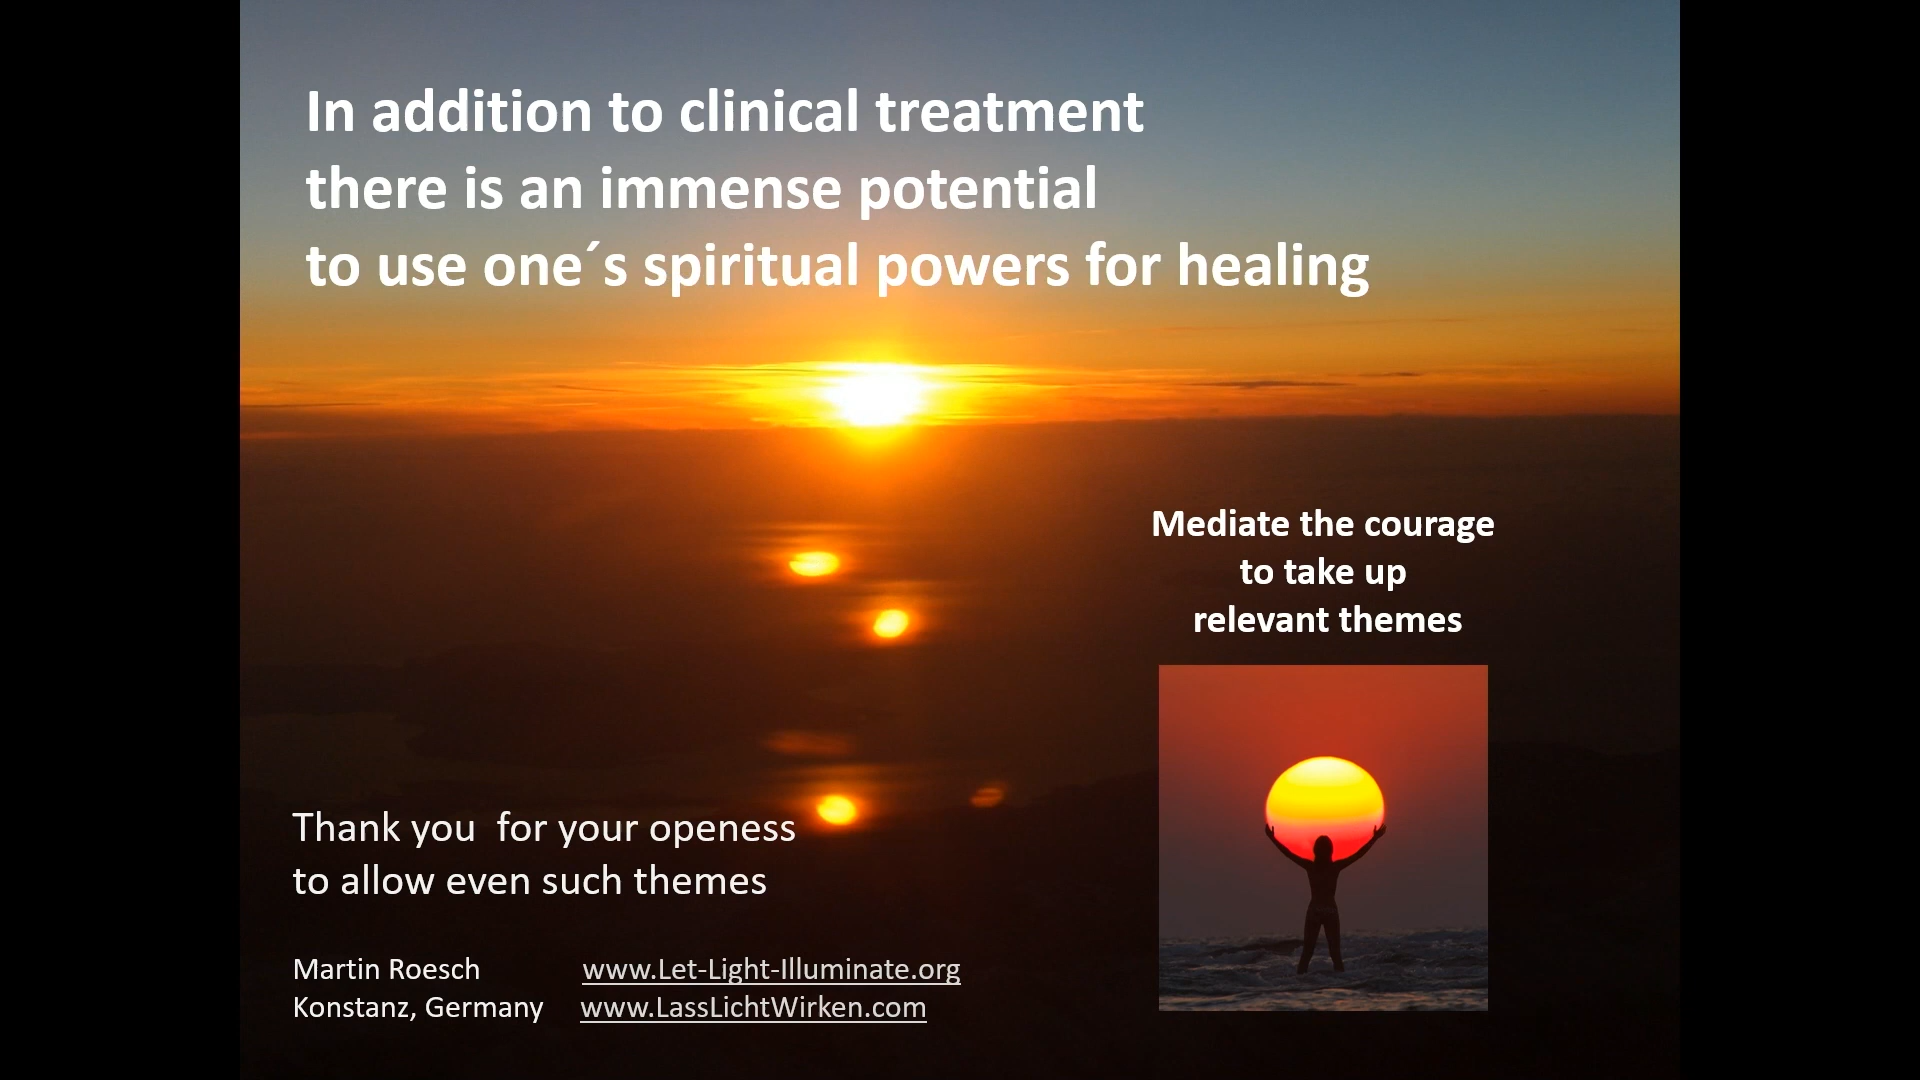 In addition to clinical treatment
there is an immense potential
to use one´s spiritual powers for healing
Mediate the courage
to take up
relevant themes
Thank you  for your openess
to allow even such themes
Martin Roesch www.Let-Light-Illuminate.org
Konstanz, Germany www.LassLichtWirken.com